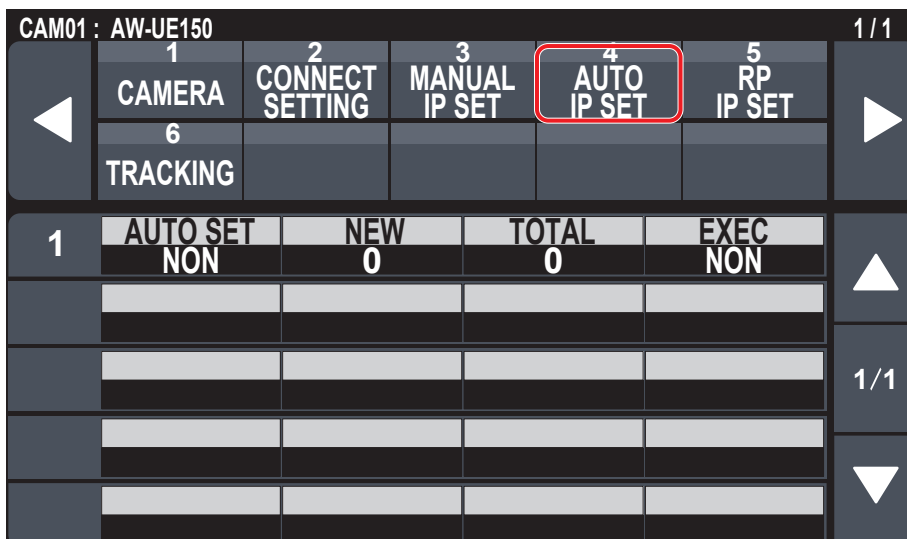 CAM01 : AW-UE150 1 / 1
1 2 3 4 5
CAMERA CONNECT SETTING MANUAL IP SET AUTO IP SET RP IP SET
6
TRACKING
1 AUTO SET NEW TOTAL EXEC
NON 0 0 NON
1/1